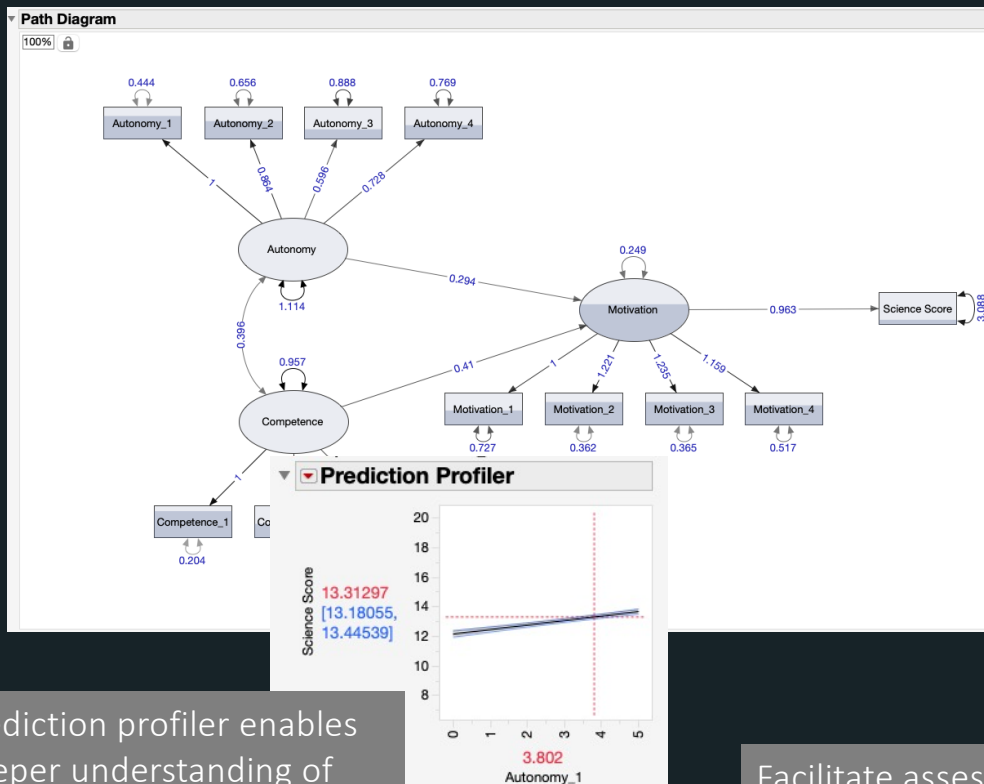 Path Diagram
100%
0.444
0.656
0.888
0.769
Autonomy_1
Autonomy_2
Autonomy_3
Autonomy_4
1
0.864
0.596
0.728
Autonomy
1.114
0.294
0.249
Motivation
0.963
Science Score
3.088
0.396
0.957
0.41
Competence
1
1.221
1.235
1.159
Motivation_1
Motivation_2
Motivation_3
Motivation_4
0.727
0.362
0.365
0.517
1
Competence_1
Co
0.204
Prediction Profiler
Science Score
13.31297
[13.18055,
13.44539]
20
18
16
14
12
10
8
0
1
2
3
4
5
3.802
Autonomy_1
diction profiler enables
eper understanding of
Facilitate asses